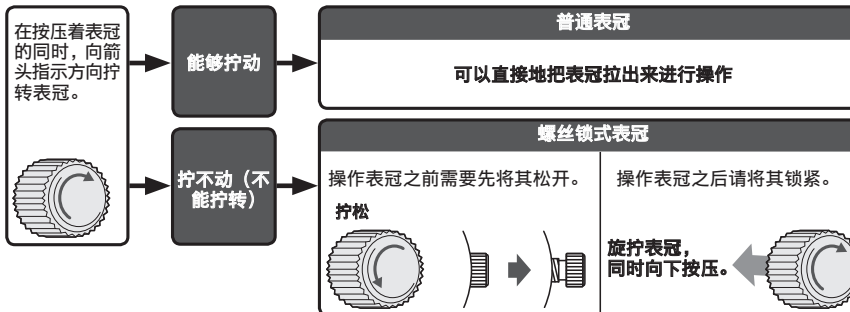 在按压着表冠
的同时，向箭
头指示方向拧
转表冠。
能够拧动
普通表冠
可以直接地把表冠拉出来进行操作
拧不动（不
能拧转）
螺丝锁式表冠
操作表冠之前需要先将其松开。
拧松
操作表冠之后请将其锁紧。
旋拧表冠，
同时向下按压。